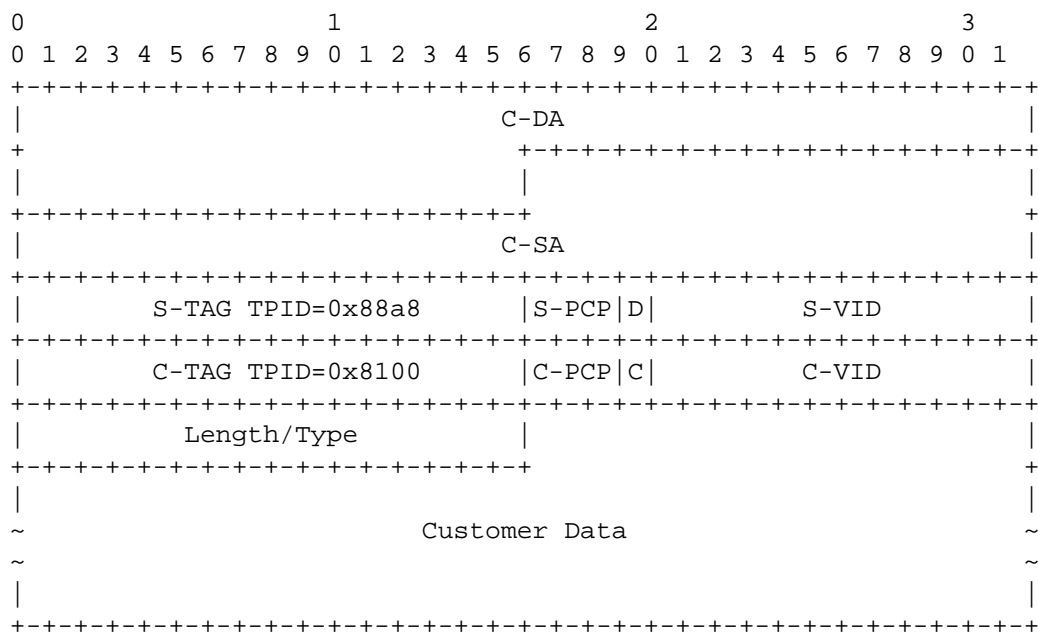 0                   1                   2                   3
0 1 2 3 4 5 6 7 8 9 0 1 2 3 4 5 6 7 8 9 0 1 2 3 4 5 6 7 8 9 0 1
+-+-+-+-+-+-+-+-+-+-+-+-+-+-+-+-+-+-+-+-+-+-+-+-+-+-+-+-+-+-+-+-+
|                              C-DA                             |
+                               +-+-+-+-+-+-+-+-+-+-+-+-+-+-+-+-+
|                               |                               |
+-+-+-+-+-+-+-+-+-+-+-+-+-+-+-+-+                               +
|                              C-SA                             |
+-+-+-+-+-+-+-+-+-+-+-+-+-+-+-+-+-+-+-+-+-+-+-+-+-+-+-+-+-+-+-+-+
|        S-TAG TPID=0x88a8      |S-PCP|D|         S-VID         |
+-+-+-+-+-+-+-+-+-+-+-+-+-+-+-+-+-+-+-+-+-+-+-+-+-+-+-+-+-+-+-+-+
|        C-TAG TPID=0x8100      |C-PCP|C|         C-VID         |
+-+-+-+-+-+-+-+-+-+-+-+-+-+-+-+-+-+-+-+-+-+-+-+-+-+-+-+-+-+-+-+-+
|          Length/Type          |                               |
+-+-+-+-+-+-+-+-+-+-+-+-+-+-+-+-+                               +
|                                                               |
~                         Customer Data                         ~
~                                                               ~
|                                                               |
+-+-+-+-+-+-+-+-+-+-+-+-+-+-+-+-+-+-+-+-+-+-+-+-+-+-+-+-+-+-+-+-+